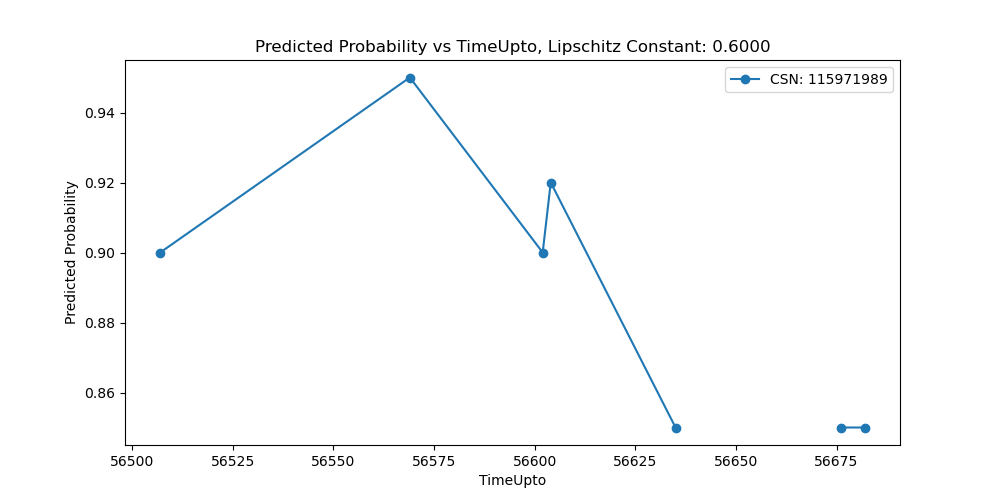 Predicted Probability vs TimeUpto, Lipschitz Constant: 0.6000
CSN: 115971989
Predicted Probability
0.94
0.92
0.90
0.88
0.86
56500 56525 56550 56575 56600 56625 56650 56675
TimeUpto